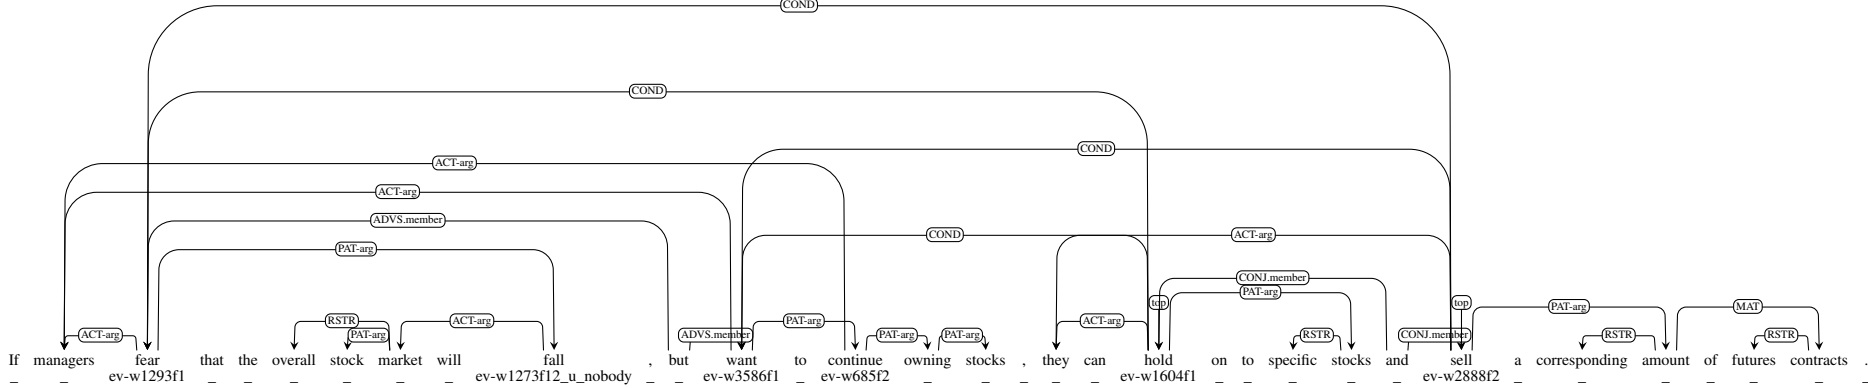 COND
COND
COND
ACT-arg
ACT-arg
ADVS.member
COND ACT-arg
PAT-arg
CONJ.member
PAT-arg
top top
PAT-arg MAT
RSTR ACT-arg PAT-arg ACT-arg
ACT-arg PAT-arg ADVS.member PAT-arg PAT-arg RSTR CONJ.member RSTR RSTR
If managers fear that the overall stock market will fall , but want to continue owning stocks , they can hold on to specific stocks and sell a corresponding amount of futures contracts .
_ _ ev-w1293f1 _ _ _ _ _ _ ev-w1273f12_u_nobody _ _ ev-w3586f1 _ ev-w685f2 _ _ _ _ _ ev-w1604f1 _ _ _ _ _ ev-w2888f2 _ _ _ _ _ _ _